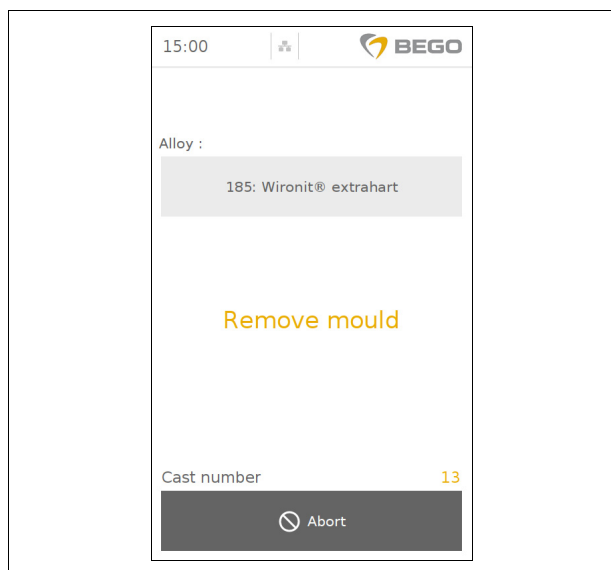 15:00 BEGO
Alloy :
185: Wironit® extrahart
Remove mould
Cast number 13
Abort